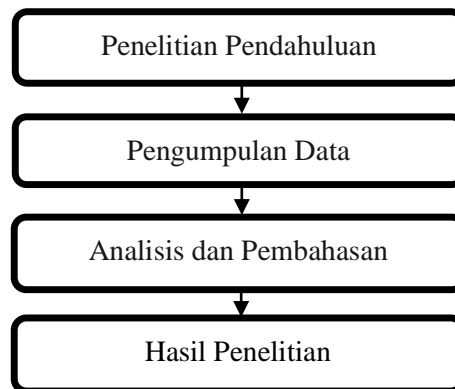 Penelitian Pendahuluan
Pengumpulan Data
Analisis dan Pembahasan
Hasil Penelitian